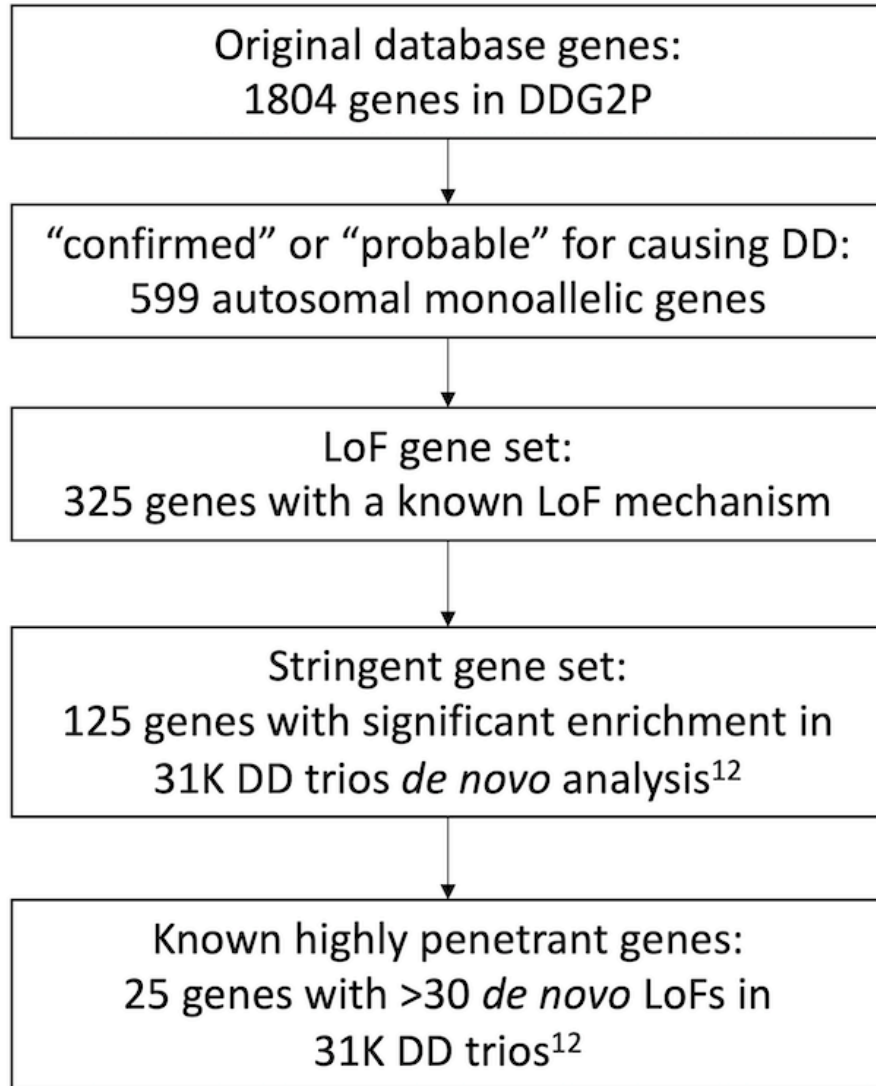 Original database genes:
1804 genes in DDG2P
“confirmed” or “probable” for causing DD:
599 autosomal monoallelic genes
LoF gene set:
325 genes with a known LoF mechanism
Stringent gene set:
125 genes with significant enrichment in
31K DD trios de novo analysis¹²
Known highly penetrant genes:
25 genes with >30 de novo LoFs in
31K DD trios¹²